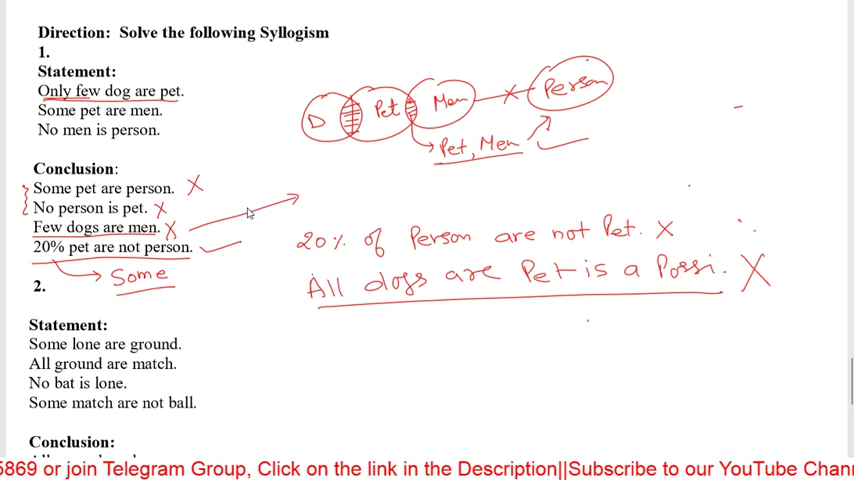 Direction: Solve the following Syllogism
1.
Statement:
Only few dog are pet.
Some pet are men.
No men is person.
D
Pet
Men
Person
Pet, Men
Conclusion:
Some pet are person.
No person is pet.
Few dogs are men.
20% pet are not person.
Some
20% of Person are not Pet. X
All dogs are Pet is a Possi. X
2.
Statement:
Some lone are ground.
All ground are match.
No bat is lone.
Some match are not ball.
Conclusion:
5869 or join Telegram Group, Click on the link in the Description||Subscribe to our YouTube Chan